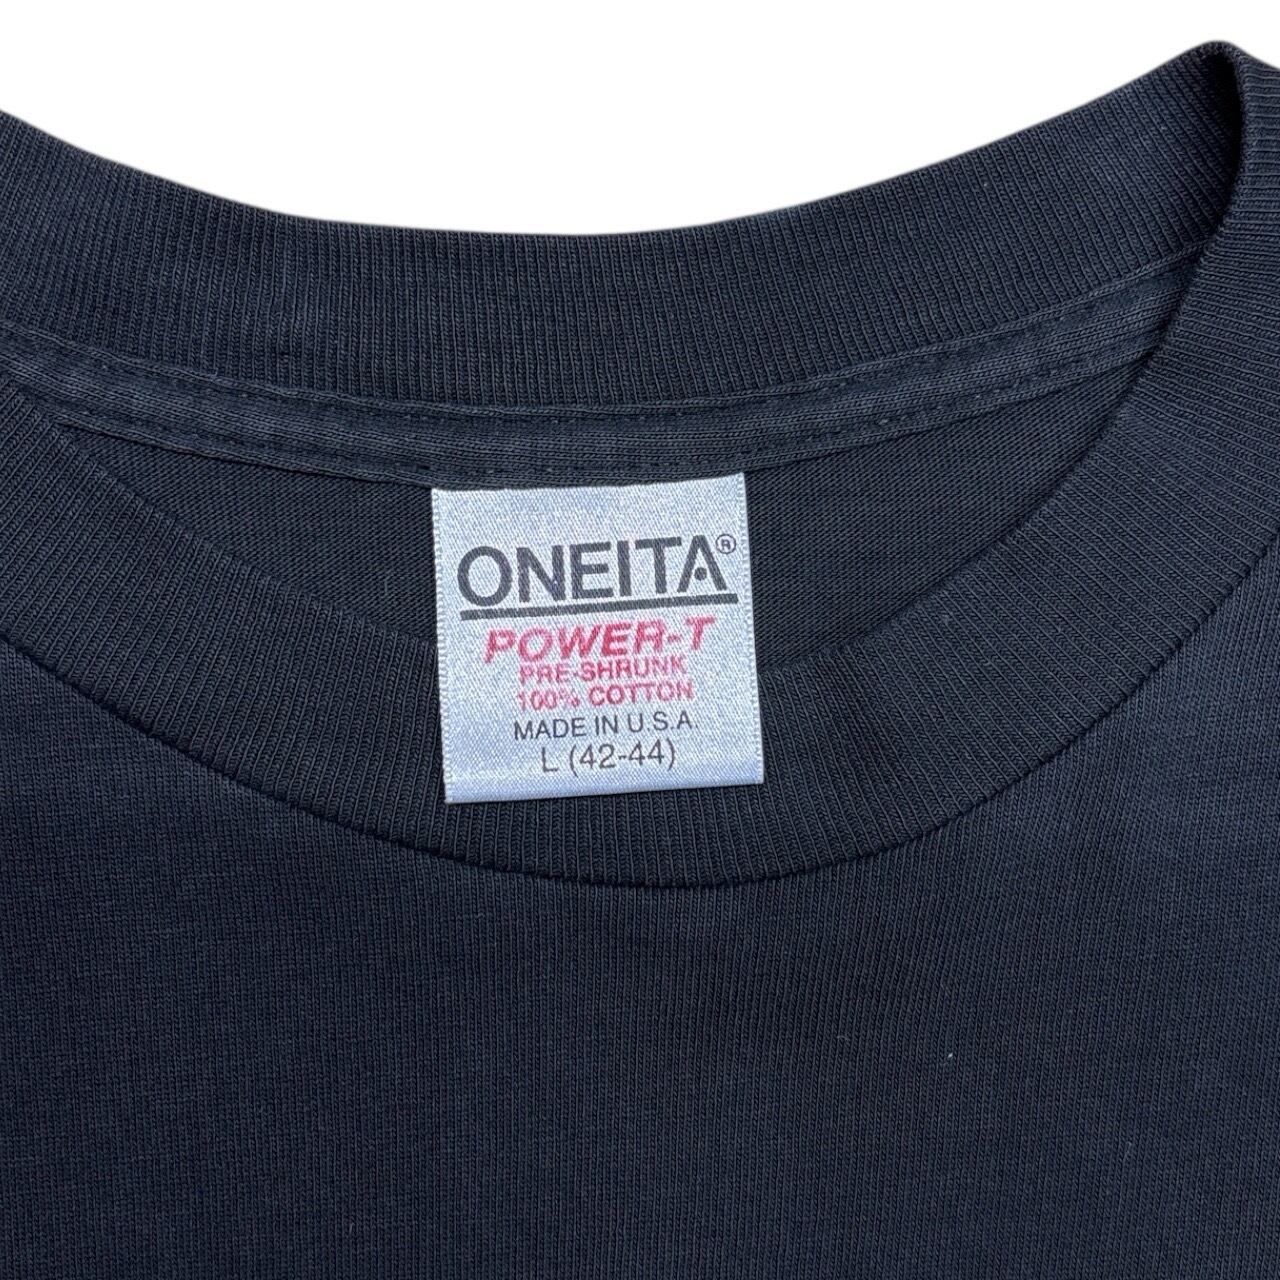 ONEITA®
POWER-T
PRE-SHRUNK
100% COTTON
MADE IN U.S.A.
L (42-44)